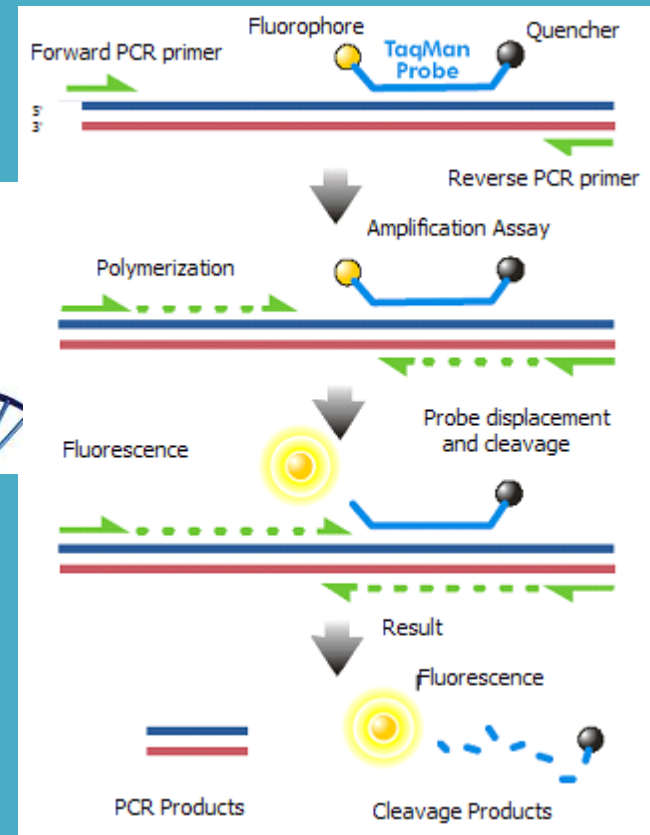 Fluorophore
Quencher
Forward PCR primer
TaqMan
Probe
5'
3'
Reverse PCR primer
Amplification Assay
Polymerization
Probe displacement
and cleavage
Fluorescence
Result
Fluorescence
PCR Products
Cleavage Products